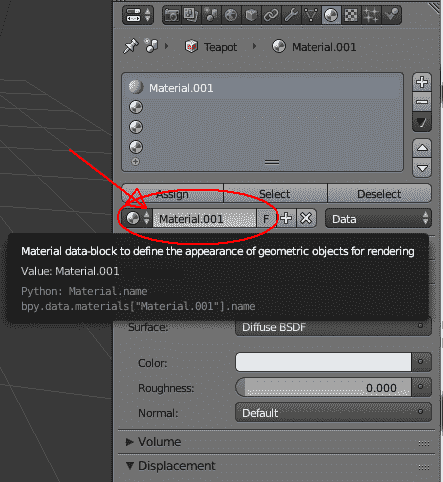 Teapot Material.001
Material.001
Assign Select Deselect
Material.001 F Data
Material data-block to define the appearance of geometric objects for rendering
Value: Material.001
Python: Material.name
bpy.data.materials["Material.001"].name
Surface: Diffuse BSDF
Color:
Roughness: 0.000
Normal: Default
Volume
Displacement